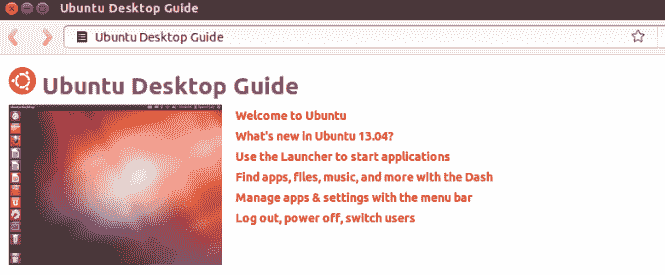 Ubuntu Desktop Guide
Ubuntu Desktop Guide
Ubuntu Desktop Guide
Welcome to Ubuntu
What's new in Ubuntu 13.04?
Use the Launcher to start applications
Find apps, files, music, and more with the Dash
Manage apps & settings with the menu bar
Log out, power off, switch users